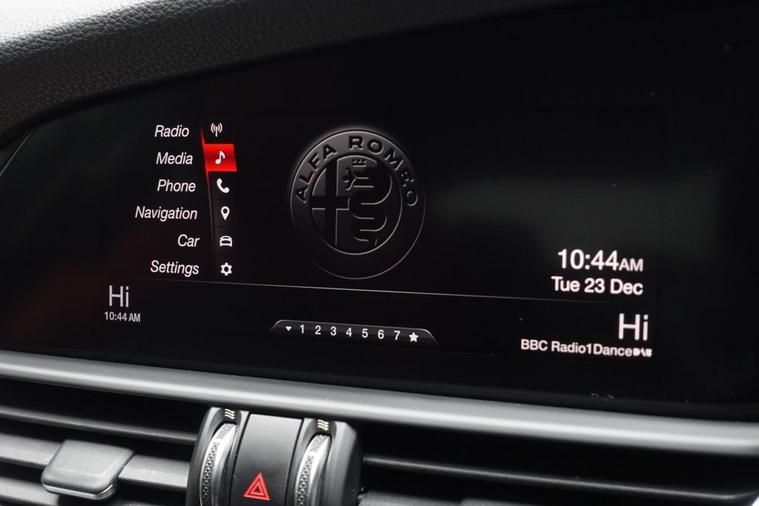 Radio
Media
Phone
Navigation
Car
Settings
ALFA ROMEO
10:44AM
Tue 23 Dec
Hi
10:44 AM
1 2 3 4 5 6 7
Hi
BBC Radio1DanceDAB